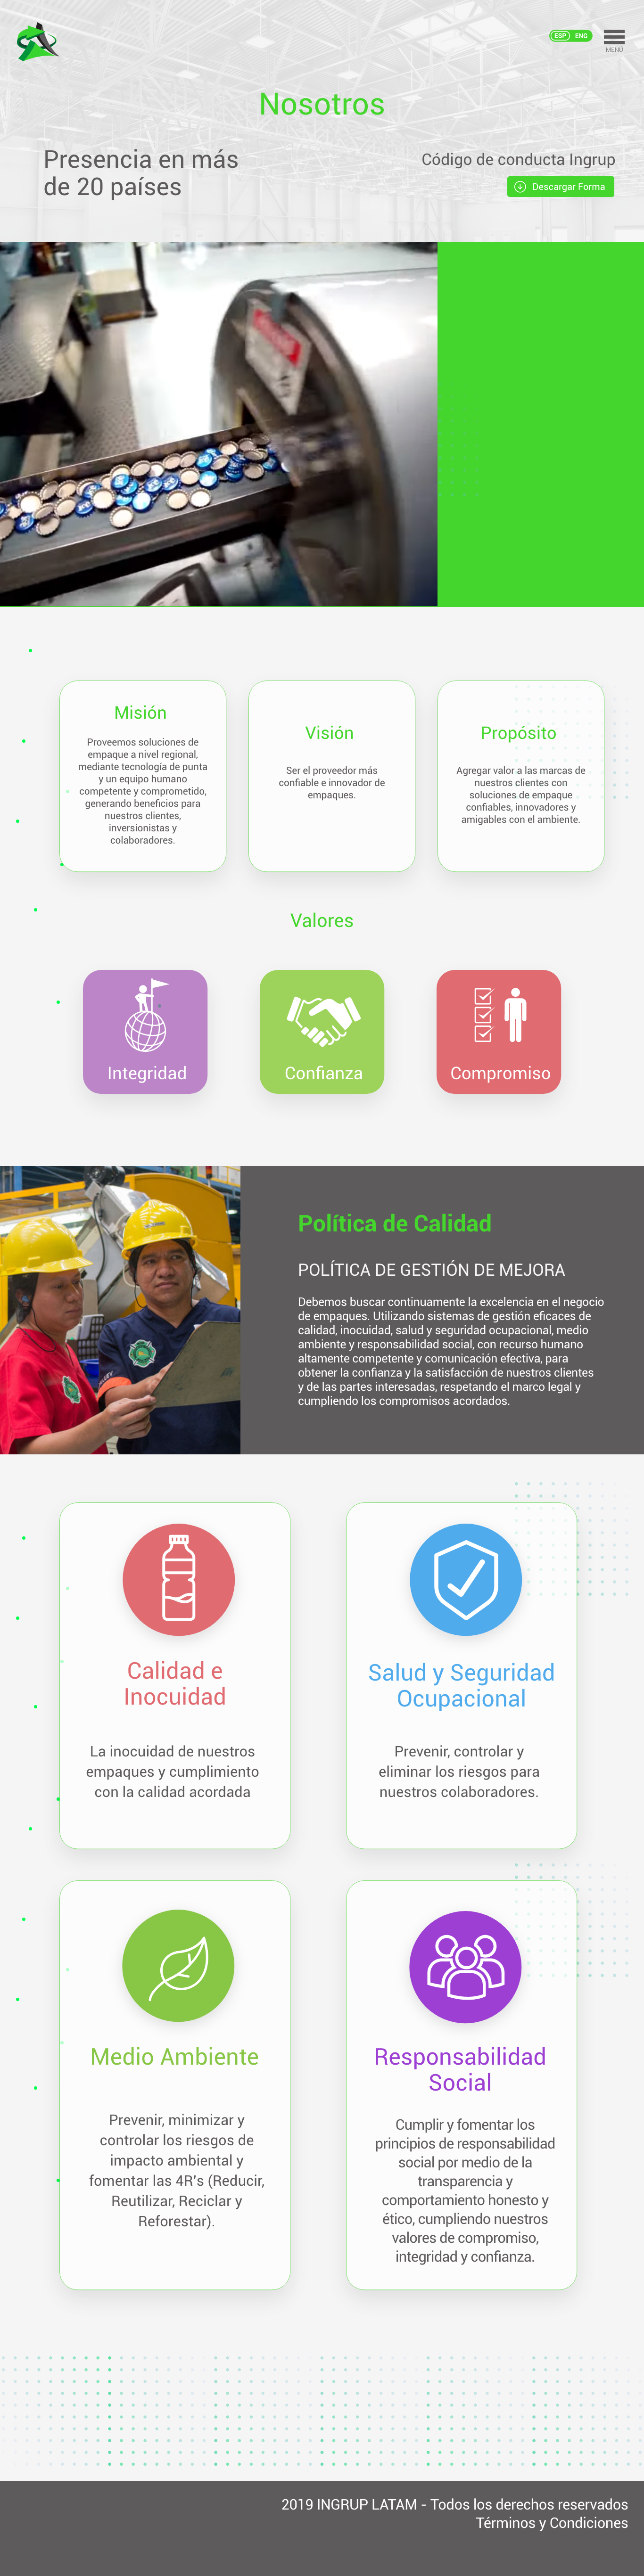 ESP ENG
MENÚ
Nosotros
Presencia en más
de 20 países
Código de conducta Ingrup
Descargar Forma
Misión
Proveemos soluciones de
empaque a nivel regional,
mediante tecnología de punta
y un equipo humano
competente y comprometido,
generando beneficios para
nuestros clientes,
inversionistas y
colaboradores.
Visión
Ser el proveedor más
confiable e innovador de
empaques.
Propósito
Agregar valor a las marcas de
nuestros clientes con
soluciones de empaque
confiables, innovadores y
amigables con el ambiente.
Valores
Integridad
Confianza
Compromiso
Política de Calidad
POLÍTICA DE GESTIÓN DE MEJORA
Debemos buscar continuamente la excelencia en el negocio
de empaques. Utilizando sistemas de gestión eficaces de
calidad, inocuidad, salud y seguridad ocupacional, medio
ambiente y responsabilidad social, con recurso humano
altamente competente y comunicación efectiva, para
obtener la confianza y la satisfacción de nuestros clientes
y de las partes interesadas, respetando el marco legal y
cumpliendo los compromisos acordados.
Calidad e
Inocuidad
La inocuidad de nuestros
empaques y cumplimiento
con la calidad acordada
Salud y Seguridad
Ocupacional
Prevenir, controlar y
eliminar los riesgos para
nuestros colaboradores.
Medio Ambiente
Prevenir, minimizar y
controlar los riesgos de
impacto ambiental y
fomentar las 4R's (Reducir,
Reutilizar, Reciclar y
Reforestar).
Responsabilidad
Social
Cumplir y fomentar los
principios de responsabilidad
social por medio de la
transparencia y
comportamiento honesto y
ético, cumpliendo nuestros
valores de compromiso,
integridad y confianza.
2019 INGRUP LATAM - Todos los derechos reservados
Términos y Condiciones